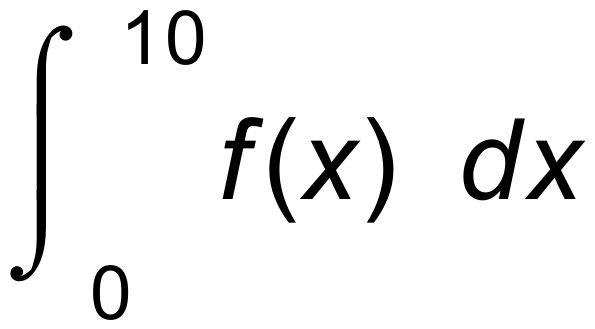 ∫₀¹⁰ f(x) dx